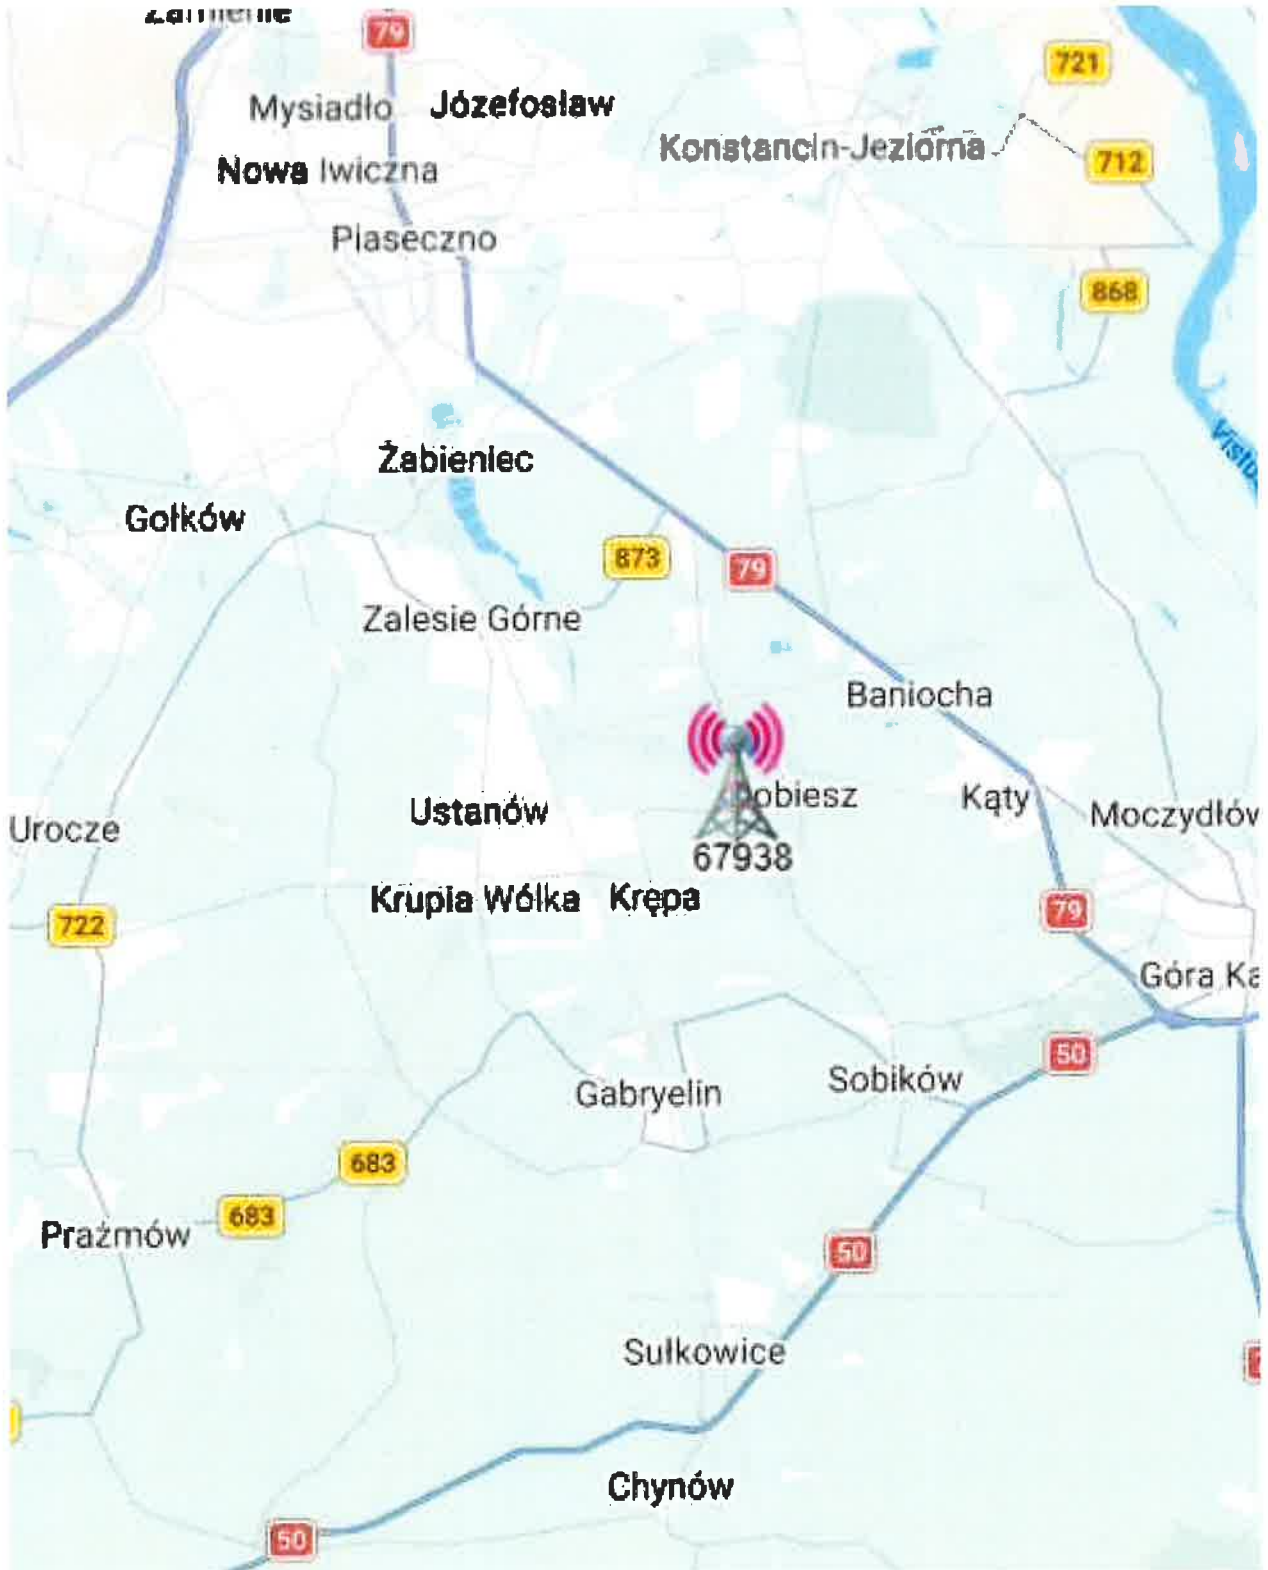 Zamienie
79
721
Mysiadło Józefosław
Konstancin-Jeziorna
712
Nowa Iwiczna
Piaseczno
868
Żabieniec
Gołków
873
79
Zalesie Górne
Baniocha
Ustanów
obiesz
Kąty
Moczydłów
Urocze
67938
Krupia Wólka Krępa
79
722
Góra Ka
50
Gabryelin
Sobików
683
683
Prażmów
50
Sułkowice
Chynów
50